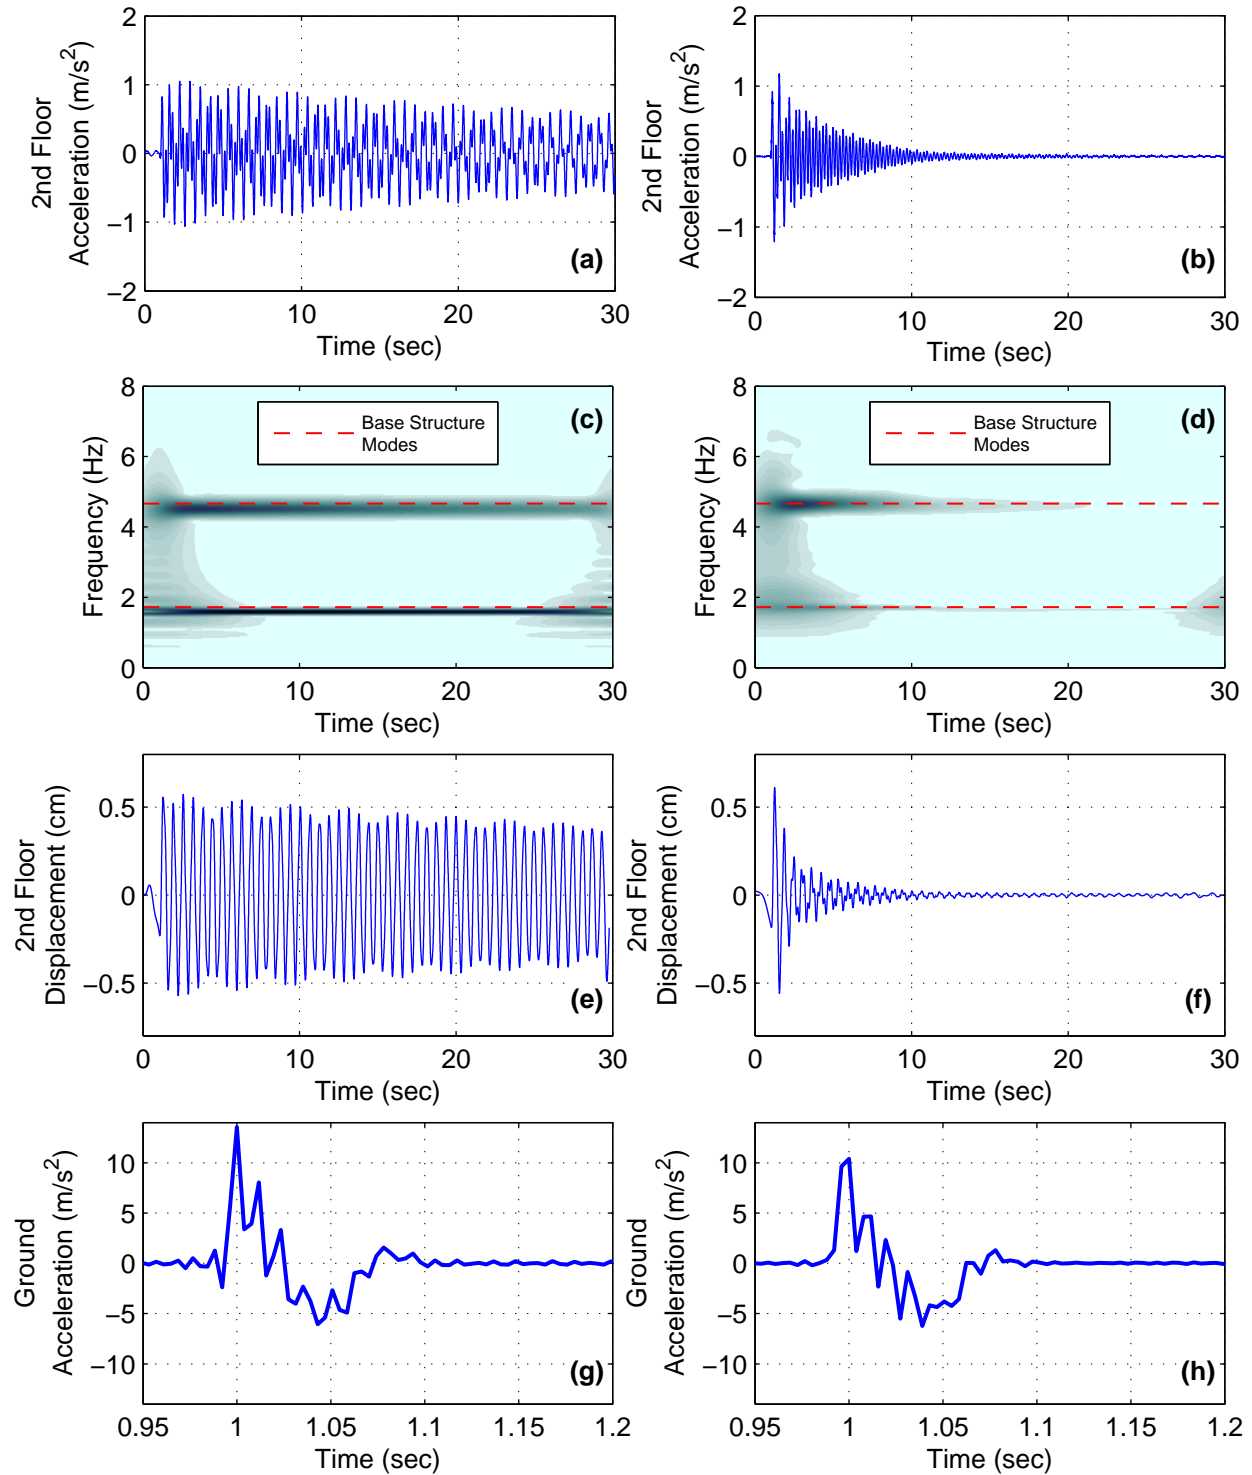 2nd Floor
Acceleration (m/s²)
2
1
0
−1
−2
(a)
0 10 20 30
Time (sec)
2nd Floor
Acceleration (m/s²)
2
1
0
−1
−2
(b)
0 10 20 30
Time (sec)
Frequency (Hz)
8
6
4
2
0
Base Structure
Modes
(c)
0 10 20 30
Time (sec)
Frequency (Hz)
8
6
4
2
0
Base Structure
Modes
(d)
0 10 20 30
Time (sec)
2nd Floor
Displacement (cm)
0.5
0
−0.5
(e)
0 10 20 30
Time (sec)
2nd Floor
Displacement (cm)
0.5
0
−0.5
(f)
0 10 20 30
Time (sec)
Ground
Acceleration (m/s²)
10
5
0
−5
−10
(g)
0.95 1 1.05 1.1 1.15 1.2
Time (sec)
Ground
Acceleration (m/s²)
10
5
0
−5
−10
(h)
0.95 1 1.05 1.1 1.15 1.2
Time (sec)